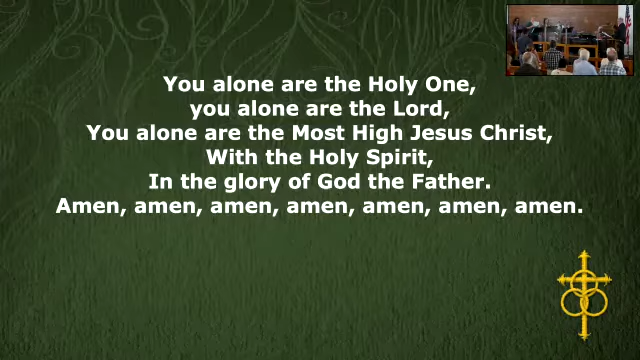 You alone are the Holy One,
you alone are the Lord,
You alone are the Most High Jesus Christ,
With the Holy Spirit,
In the glory of God the Father.
Amen, amen, amen, amen, amen, amen, amen.